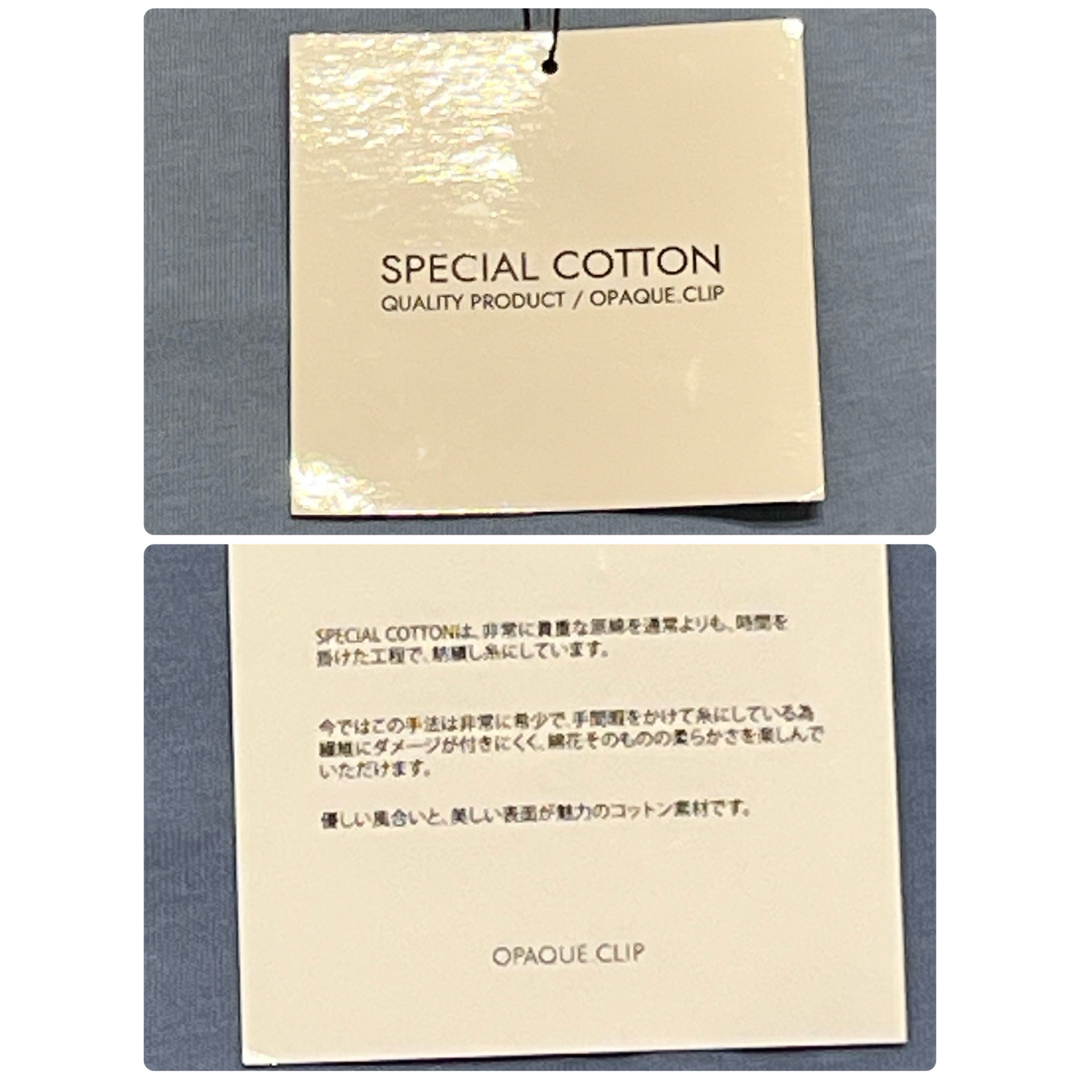 SPECIAL COTTON
QUALITY PRODUCT / OPAQUE.CLIP
SPECIAL COTTONは、非常に貴重な原綿を通常よりも、時間を
掛けた工程で、紡績し糸にしています。
今ではこの手法は非常に希少で、手間暇をかけて糸にしている為
繊維にダメージが付きにくく、綿花そのものの柔らかさを楽しんで
いただけます。
優しい風合いと、美しい表面が魅力のコットン素材です。
OPAQUE.CLIP